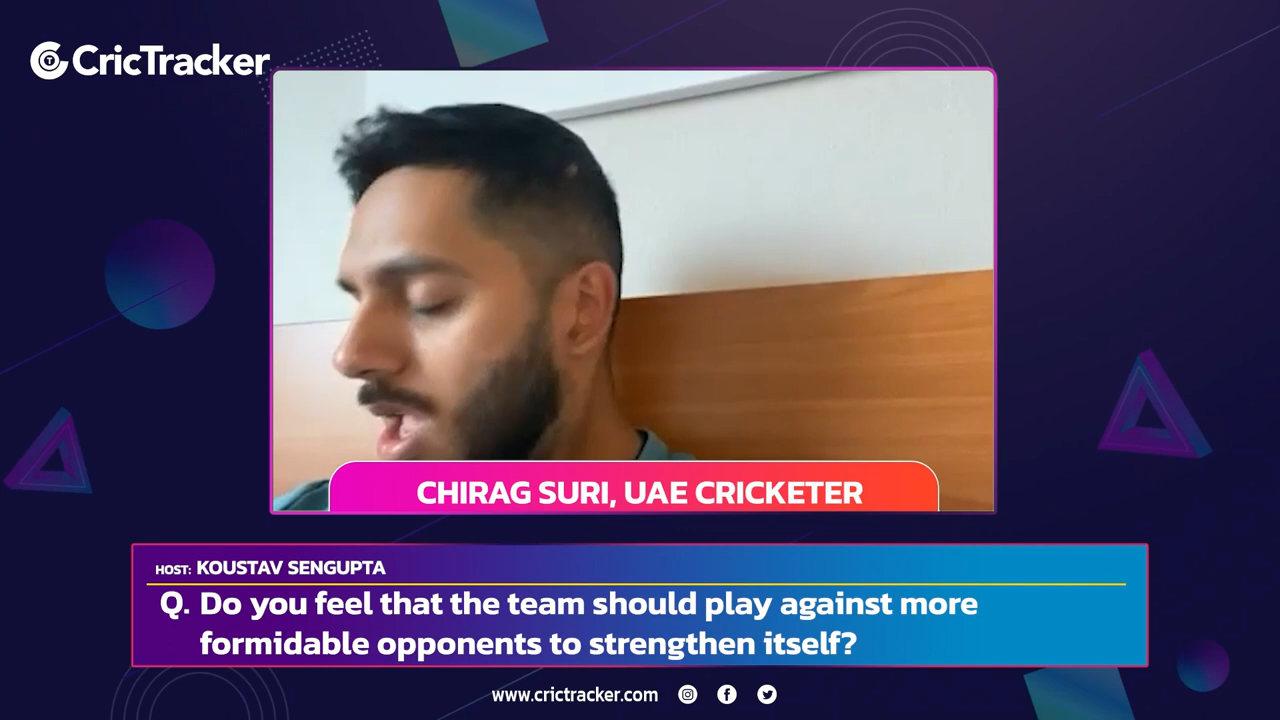 CricTracker
CHIRAG SURI, UAE CRICKETER
HOST: KOUSTAV SENGUPTA
Q. Do you feel that the team should play against more
formidable opponents to strengthen itself?
www.crictracker.com